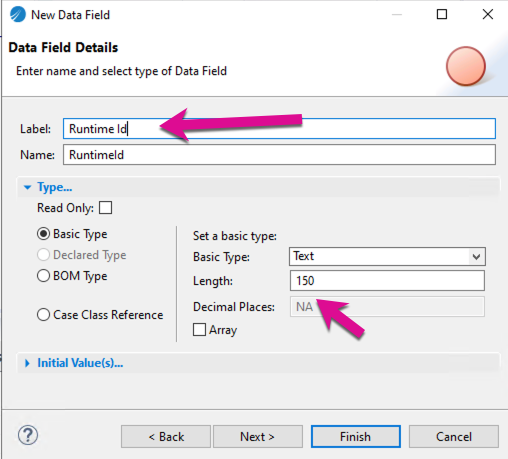 New Data Field
Data Field Details
Enter name and select type of Data Field
Label: Runtime Id
Name: RuntimeId
Type...
Read Only:
Basic Type
Set a basic type:
Declared Type
Basic Type: Text
BOM Type
Length: 150
Decimal Places: NA
Case Class Reference
Array
Initial Value(s)...
? < Back Next > Finish Cancel